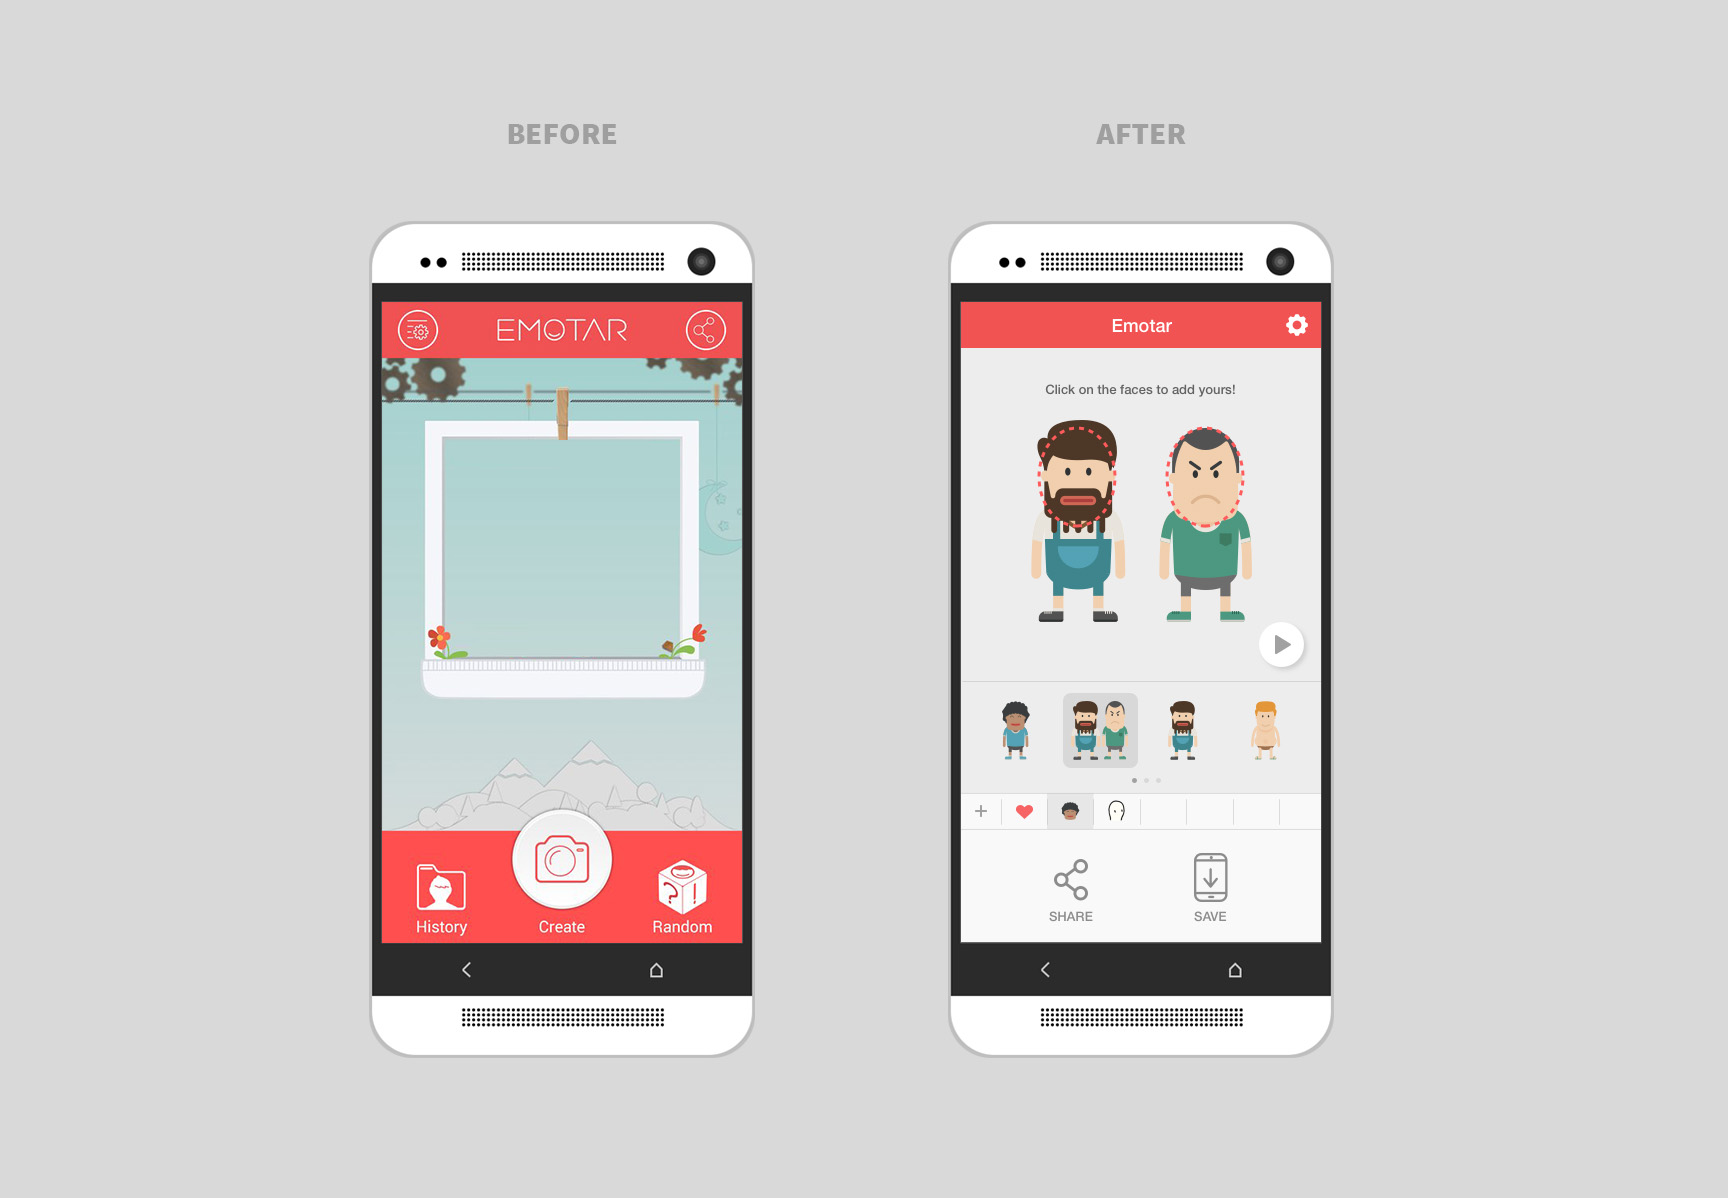 BEFORE
AFTER
EMOTAR
History
Create
Random
Emotar
Click on the faces to add yours!
SHARE
SAVE